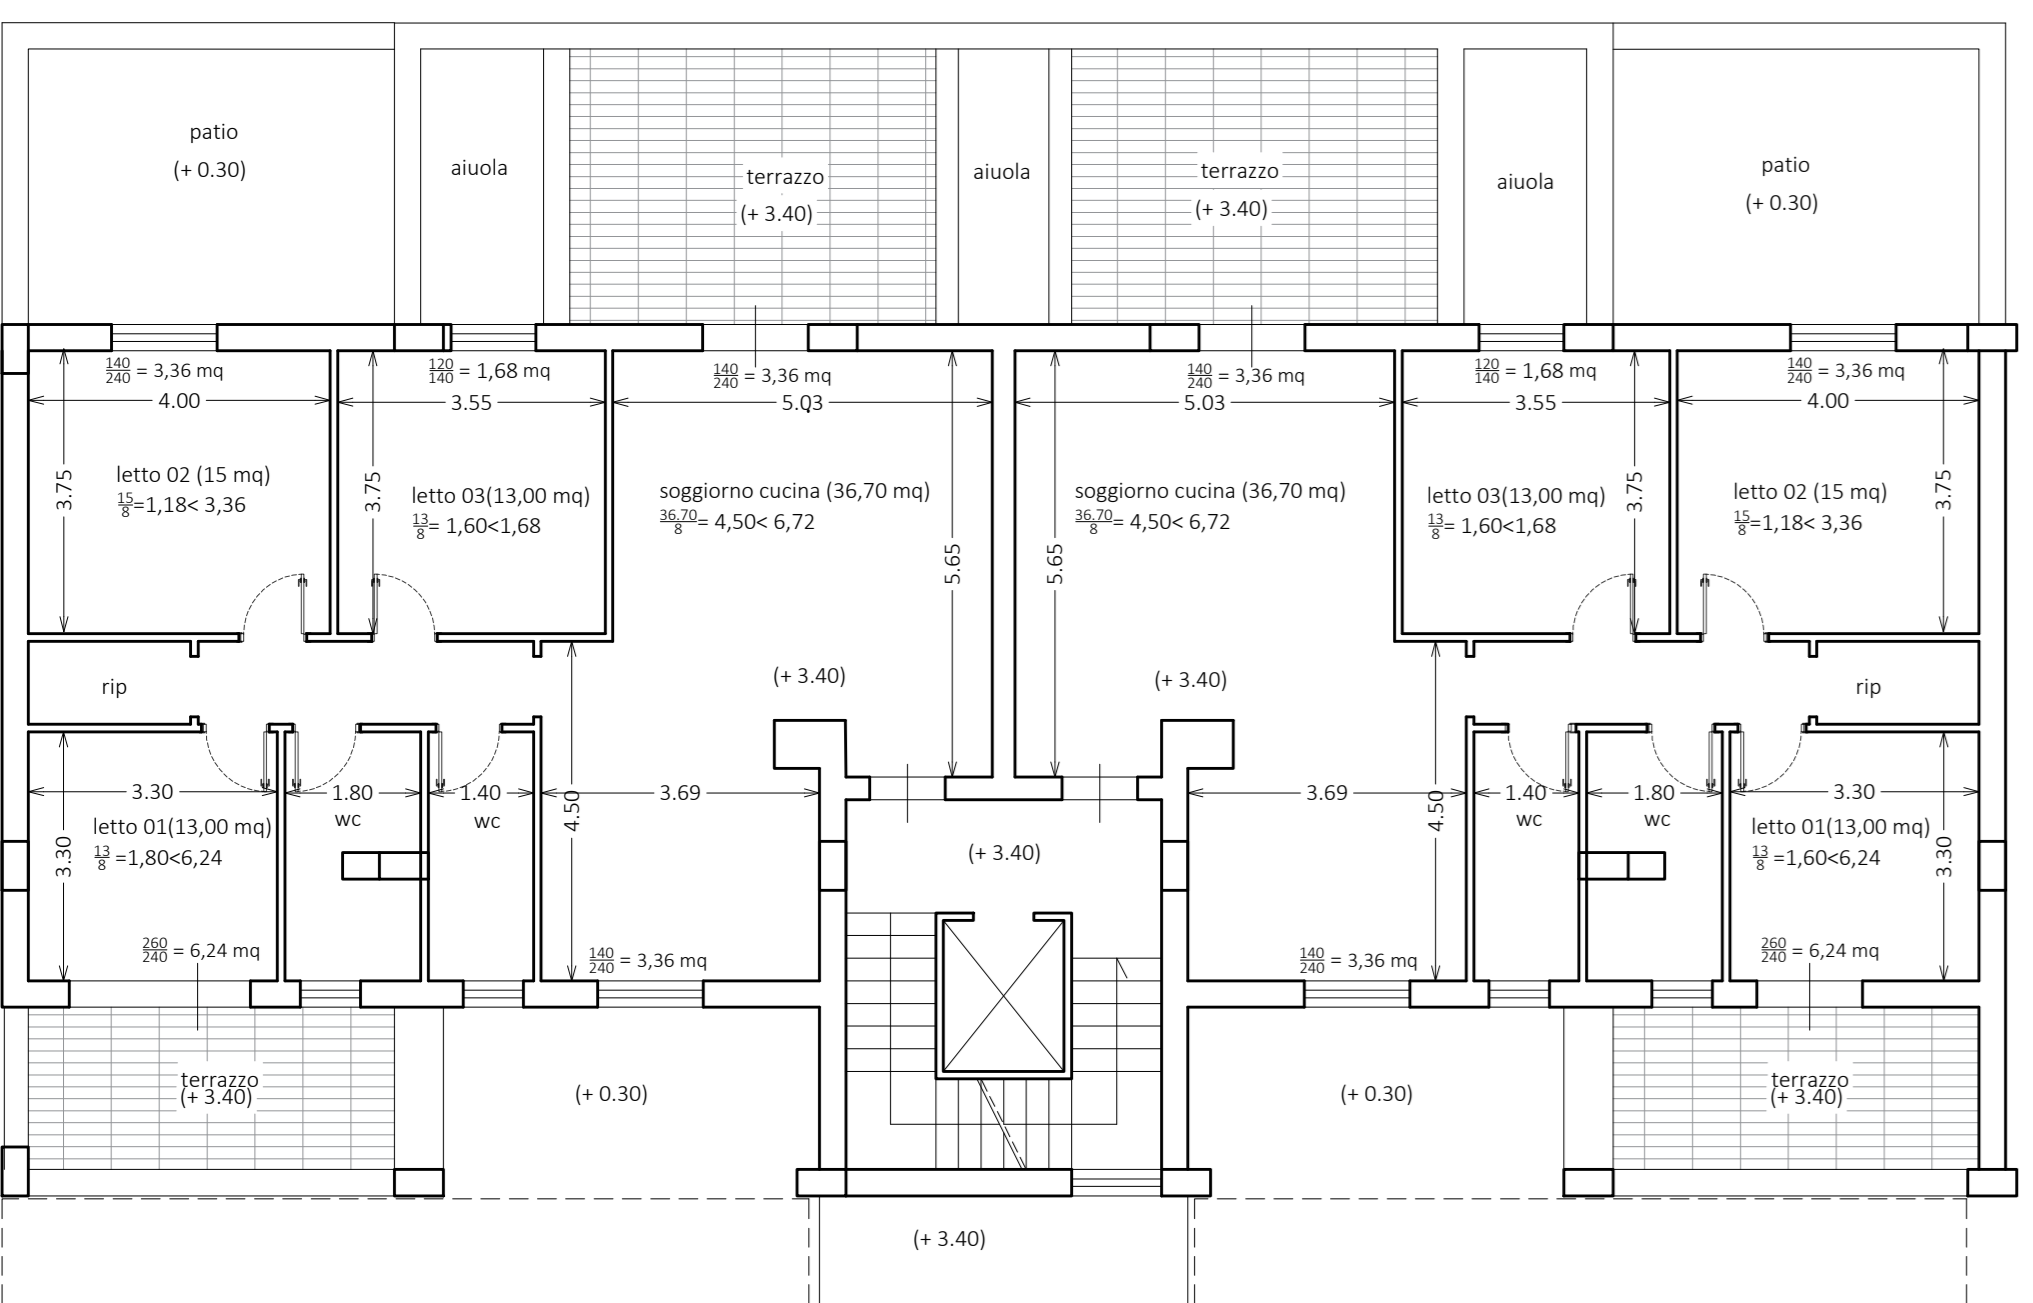 patio
(+ 0.30)
aiuola
terrazzo
(+ 3.40)
aiuola
terrazzo
(+ 3.40)
aiuola
patio
(+ 0.30)
140/240 = 3,36 mq
4.00
3.75
letto 02 (15 mq)
15/8=1,18< 3,36
120/140 = 1,68 mq
3.55
3.75
letto 03(13,00 mq)
13/8= 1,60<1,68
140/240 = 3,36 mq
5.03
soggiorno cucina (36,70 mq)
36.70/8= 4,50< 6,72
5.65
(+ 3.40)
140/240 = 3,36 mq
5.03
5.65
soggiorno cucina (36,70 mq)
36.70/8= 4,50< 6,72
(+ 3.40)
120/140 = 1,68 mq
3.55
3.75
letto 03(13,00 mq)
13/8= 1,60<1,68
140/240 = 3,36 mq
4.00
3.75
letto 02 (15 mq)
15/8=1,18< 3,36
rip
rip
3.30
letto 01(13,00 mq)
13/8 =1,80<6,24
3.30
260/240 = 6,24 mq
1.80
wc
1.40
wc
4.50
3.69
140/240 = 3,36 mq
(+ 3.40)
3.69
4.50
140/240 = 3,36 mq
1.40
wc
1.80
wc
3.30
letto 01(13,00 mq)
13/8 =1,60<6,24
3.30
260/240 = 6,24 mq
terrazzo
(+ 3.40)
(+ 0.30)
(+ 0.30)
terrazzo
(+ 3.40)
(+ 3.40)